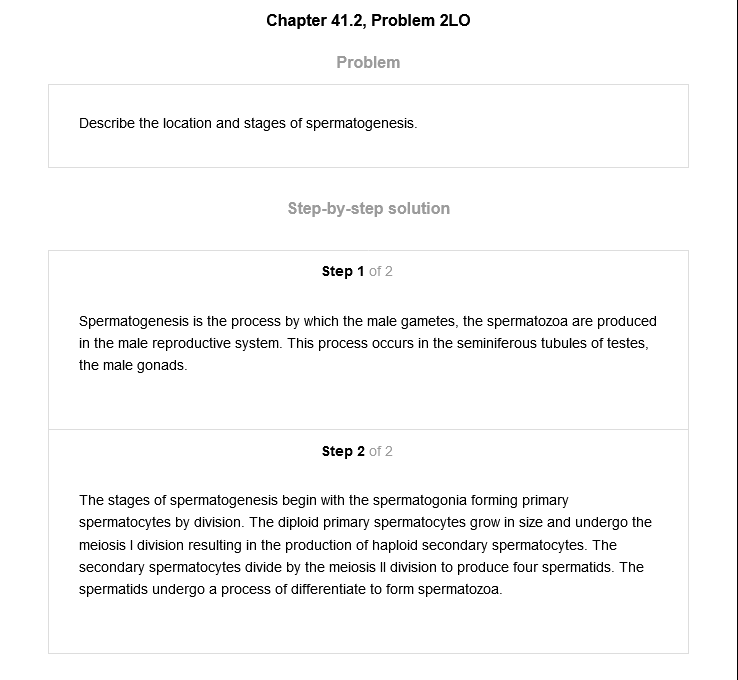 Chapter 41.2, Problem 2LO
Problem
Describe the location and stages of spermatogenesis.
Step-by-step solution
Step 1 of 2
Spermatogenesis is the process by which the male gametes, the spermatozoa are produced
in the male reproductive system. This process occurs in the seminiferous tubules of testes,
the male gonads.
Step 2 of 2
The stages of spermatogenesis begin with the spermatogonia forming primary
spermatocytes by division. The diploid primary spermatocytes grow in size and undergo the
meiosis I division resulting in the production of haploid secondary spermatocytes. The
secondary spermatocytes divide by the meiosis II division to produce four spermatids. The
spermatids undergo a process of differentiate to form spermatozoa.